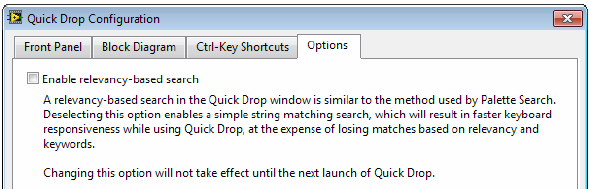 Quick Drop Configuration
Front Panel Block Diagram Ctrl-Key Shortcuts Options
Enable relevancy-based search
A relevancy-based search in the Quick Drop window is similar to the method used by Palette Search.
Deselecting this option enables a simple string matching search, which will result in faster keyboard
responsiveness while using Quick Drop, at the expense of losing matches based on relevancy and
keywords.
Changing this option will not take effect until the next launch of Quick Drop.